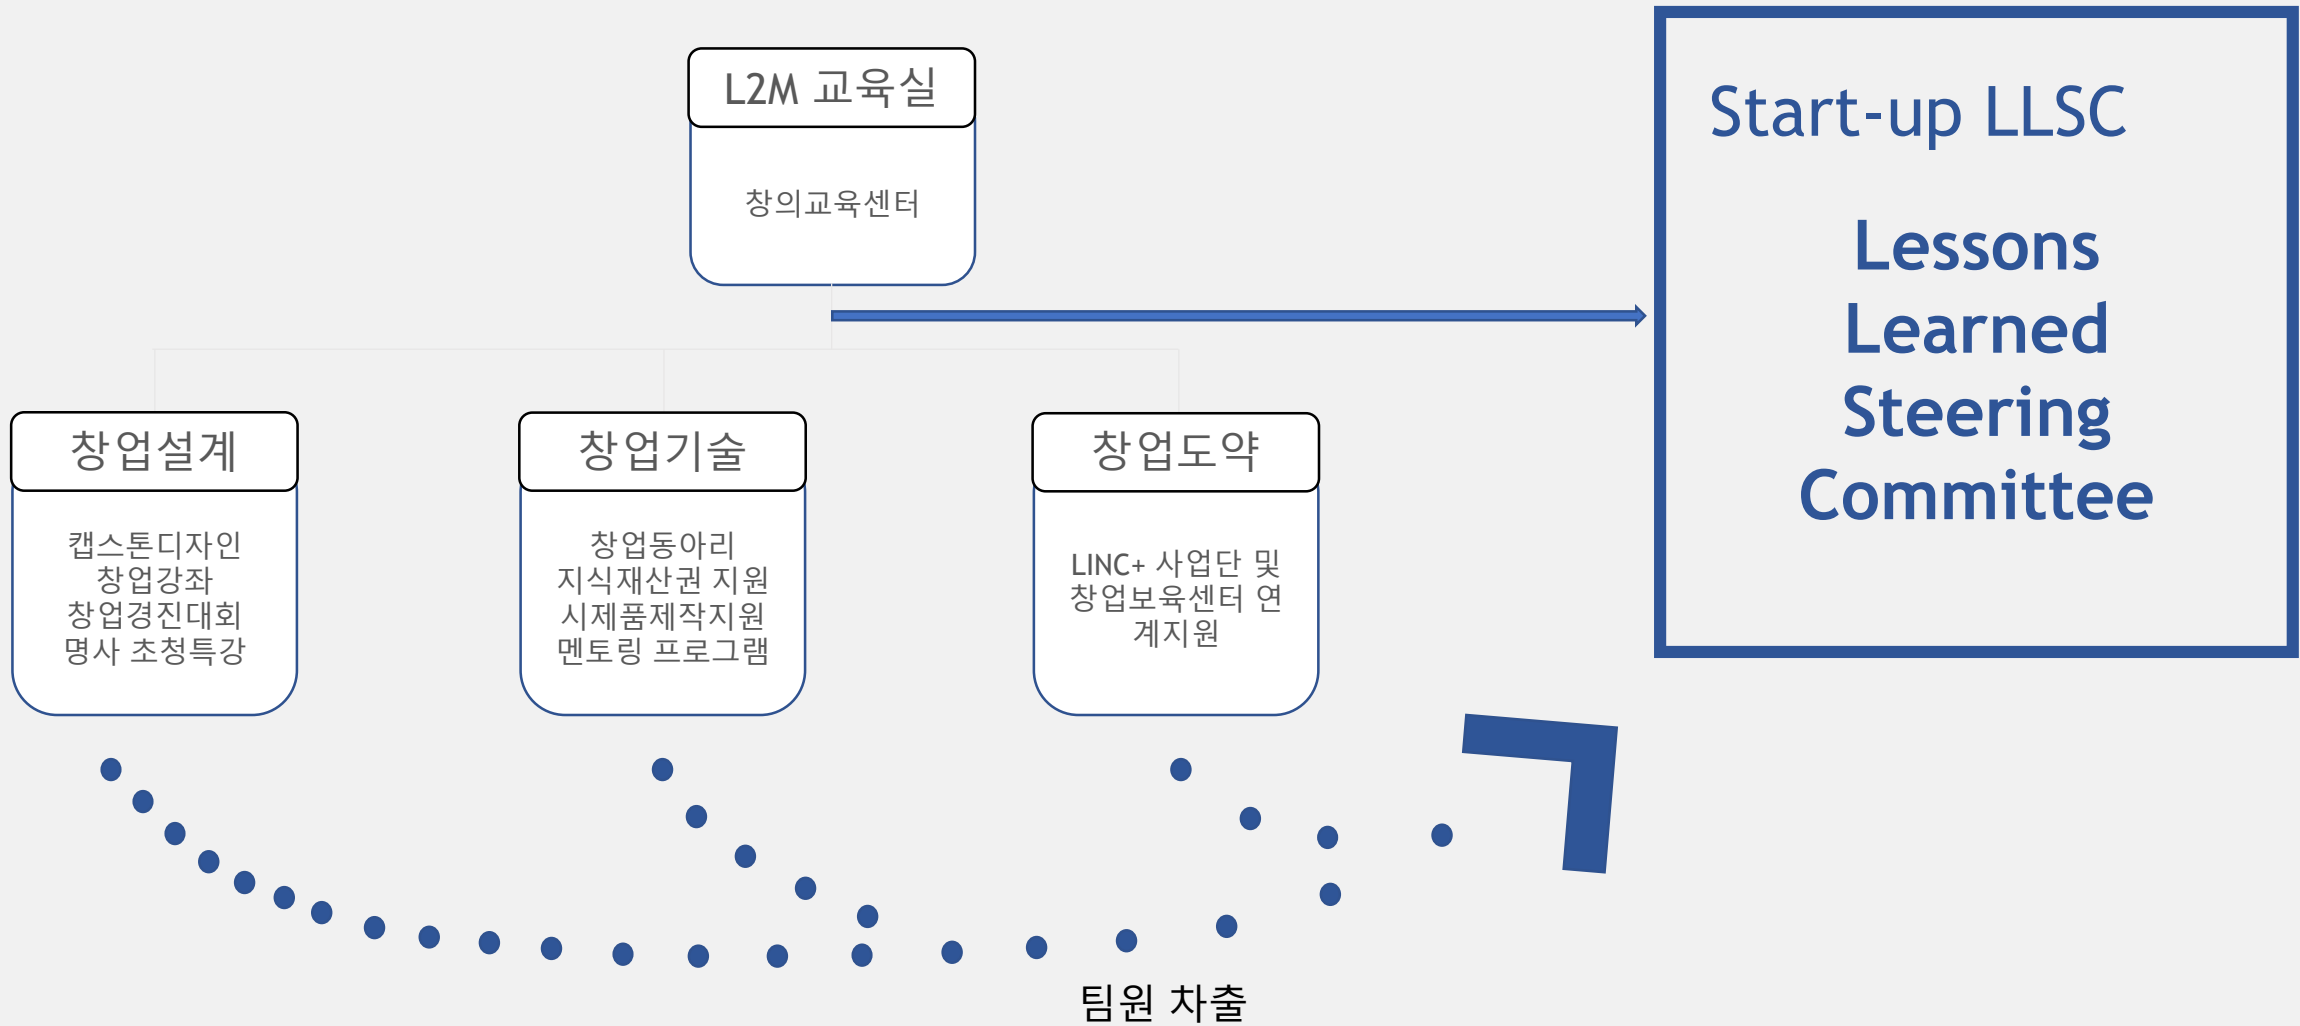 L2M 교육실
창의교육센터
Start-up LLSC
Lessons
Learned
Steering
Committee
창업설계
캡스톤디자인
창업강좌
창업경진대회
명사 초청특강
창업기술
창업동아리
지식재산권 지원
시제품제작지원
멘토링 프로그램
창업도약
LINC+ 사업단 및
창업보육센터 연
계지원
팀원 차출